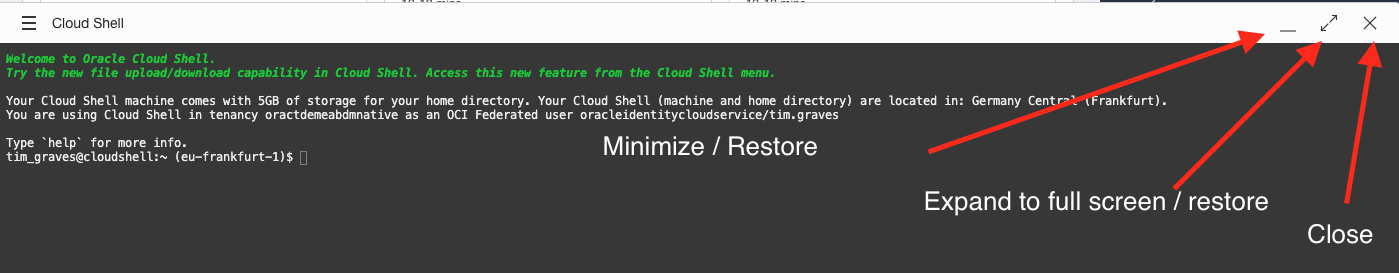 Cloud Shell
Welcome to Oracle Cloud Shell.
Try the new file upload/download capability in Cloud Shell. Access this new feature from the Cloud Shell menu.
Your Cloud Shell machine comes with 5GB of storage for your home directory. Your Cloud Shell (machine and home directory) are located in: Germany Central (Frankfurt).
You are using Cloud Shell in tenancy oractdemeabdmnative as an OCI Federated user oracleidentitycloudservice/tim.graves
Type `help` for more info.
tim_graves@cloudshell:~ (eu-frankfurt-1)$
Minimize / Restore
Expand to full screen / restore
Close